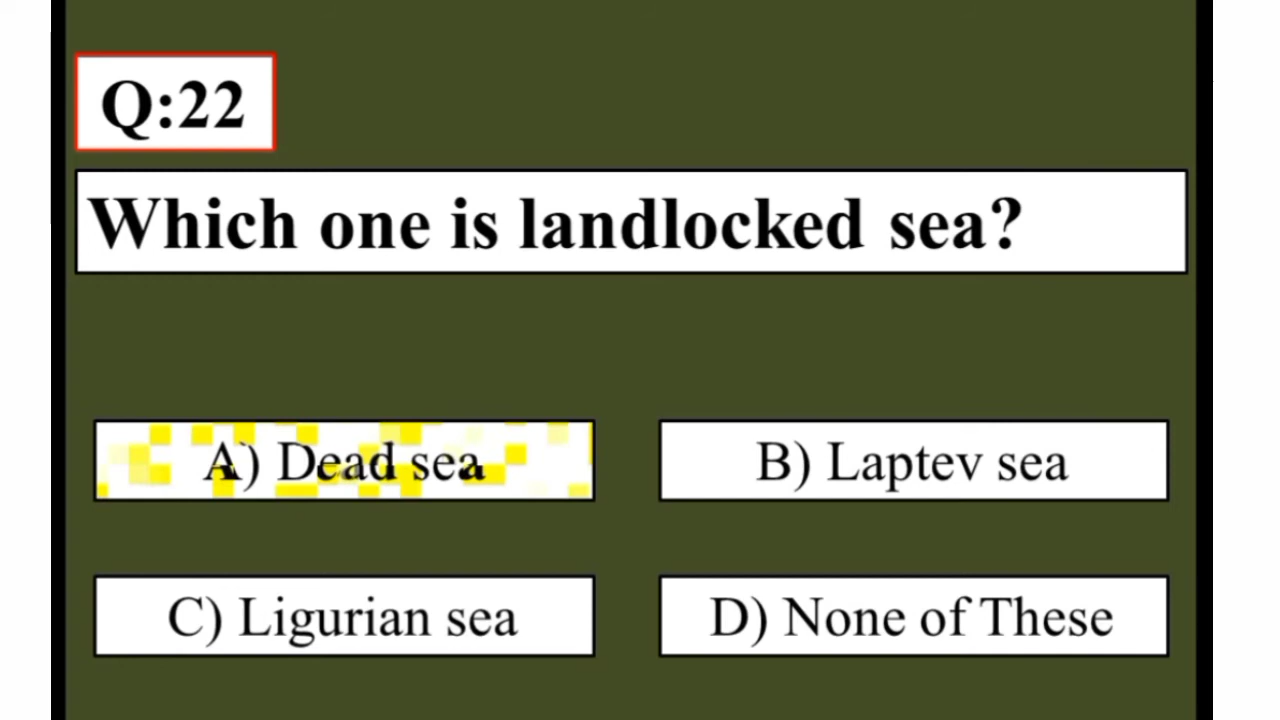 Q:22
Which one is landlocked sea?
A) Dead sea
B) Laptev sea
C) Ligurian sea
D) None of These